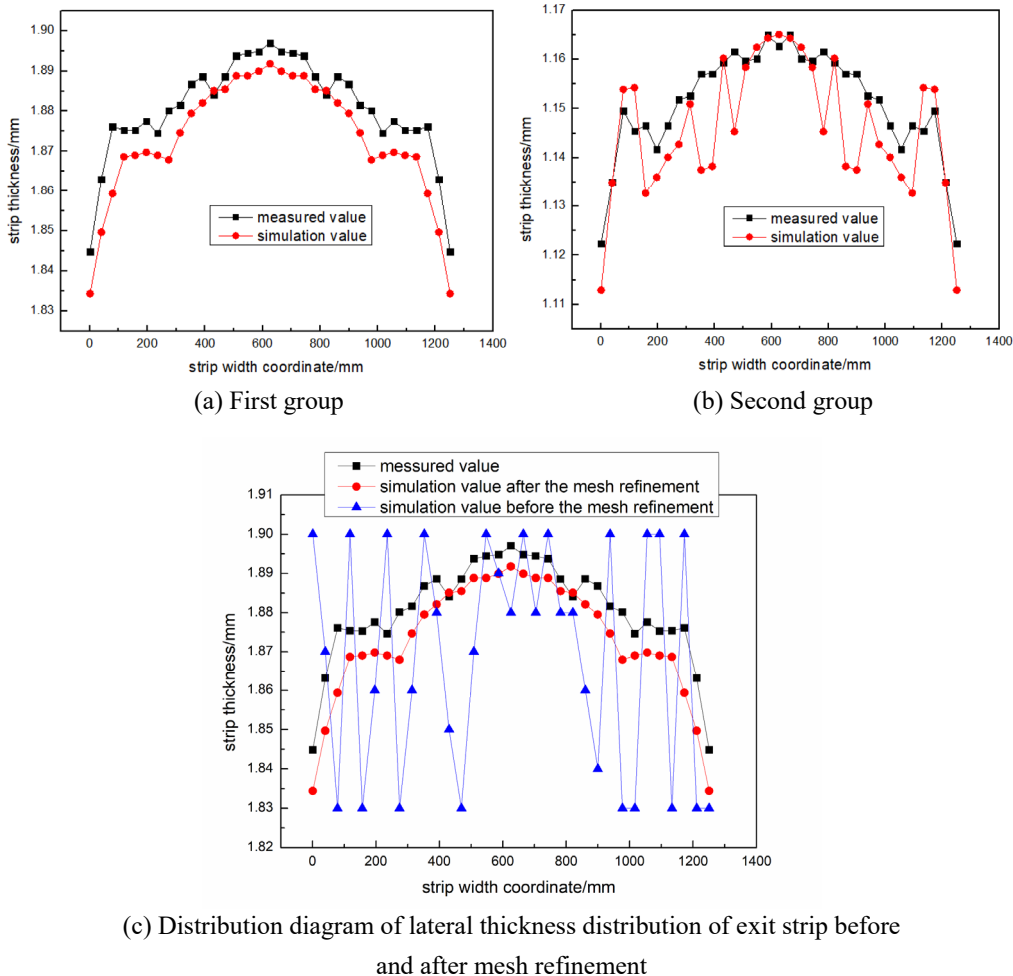 1.90
1.89
1.88
1.87
1.86
1.85
1.84
1.83
strip thickness/mm
measured value
simulation value
0 200 400 600 800 1000 1200 1400
strip width coordinate/mm
(a) First group
1.17
1.16
1.15
1.14
1.13
1.12
1.11
strip thickness/mm
measured value
simulation value
0 200 400 600 800 1000 1200 1400
strip width coordinate/mm
(b) Second group
messured value
simulation value after the mesh refinement
simulation value before the mesh refinement
1.91
1.90
1.89
1.88
1.87
1.86
1.85
1.84
1.83
1.82
strip thickness/mm
0 200 400 600 800 1000 1200 1400
strip width coordinate/mm
(c) Distribution diagram of lateral thickness distribution of exit strip before
and after mesh refinement